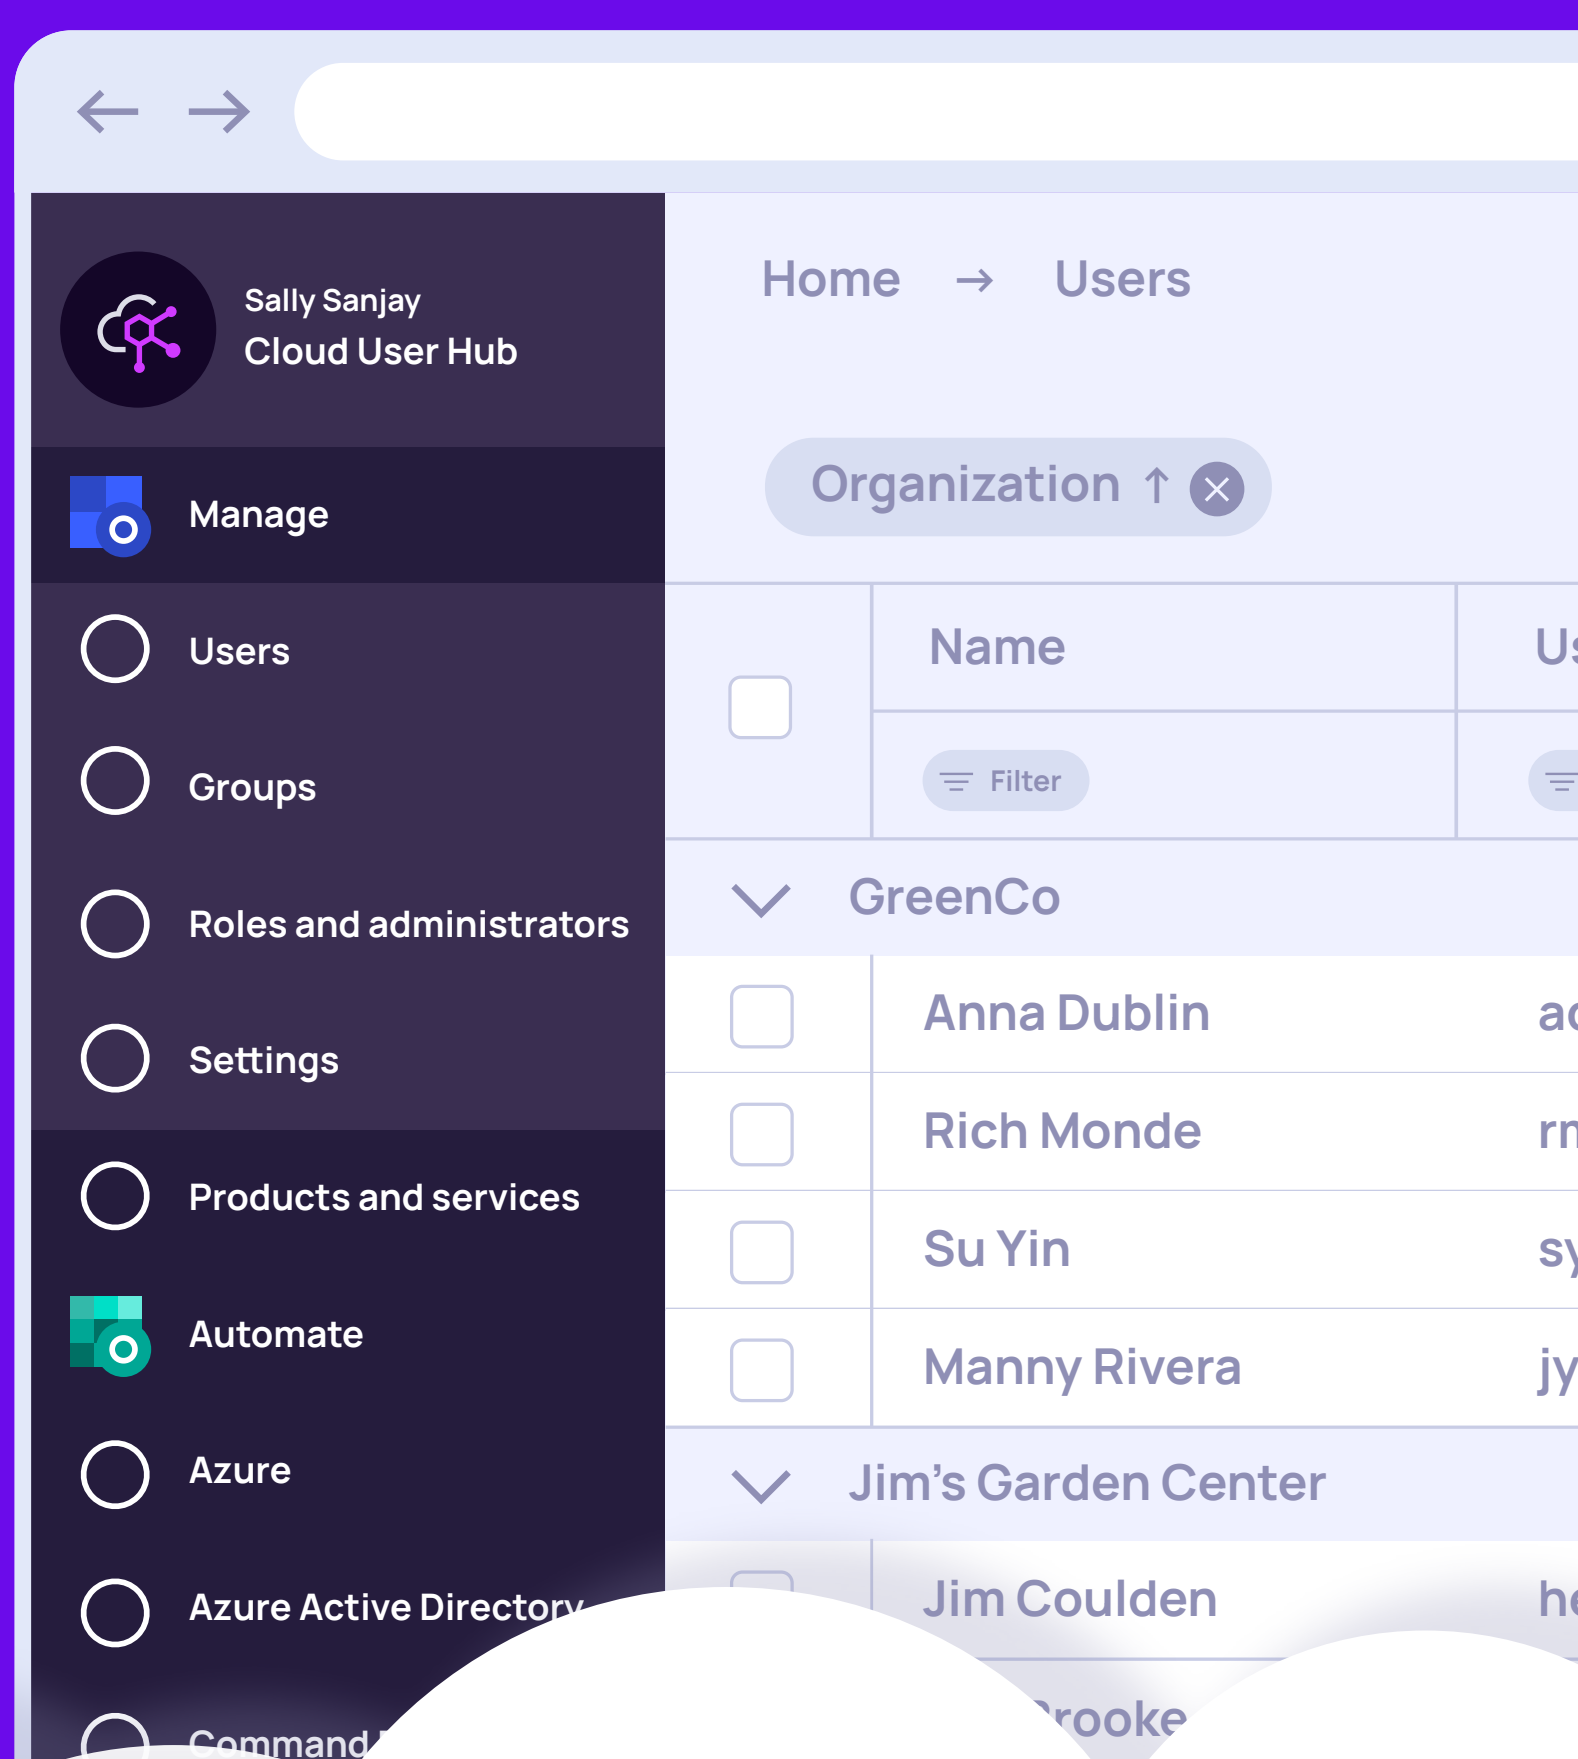 Sally Sanjay
Cloud User Hub
Manage
Users
Groups
Roles and administrators
Settings
Products and services
Automate
Azure
Azure Active Directory
Command
Home → Users
Organization ↑
Name
Filter
GreenCo
Anna Dublin
Rich Monde
Su Yin
Manny Rivera
Jim’s Garden Center
Jim Coulden